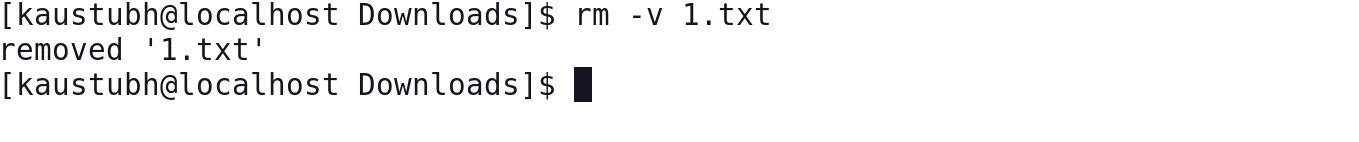 [kaustubh@localhost Downloads]$ rm -v 1.txt
removed '1.txt'
[kaustubh@localhost Downloads]$